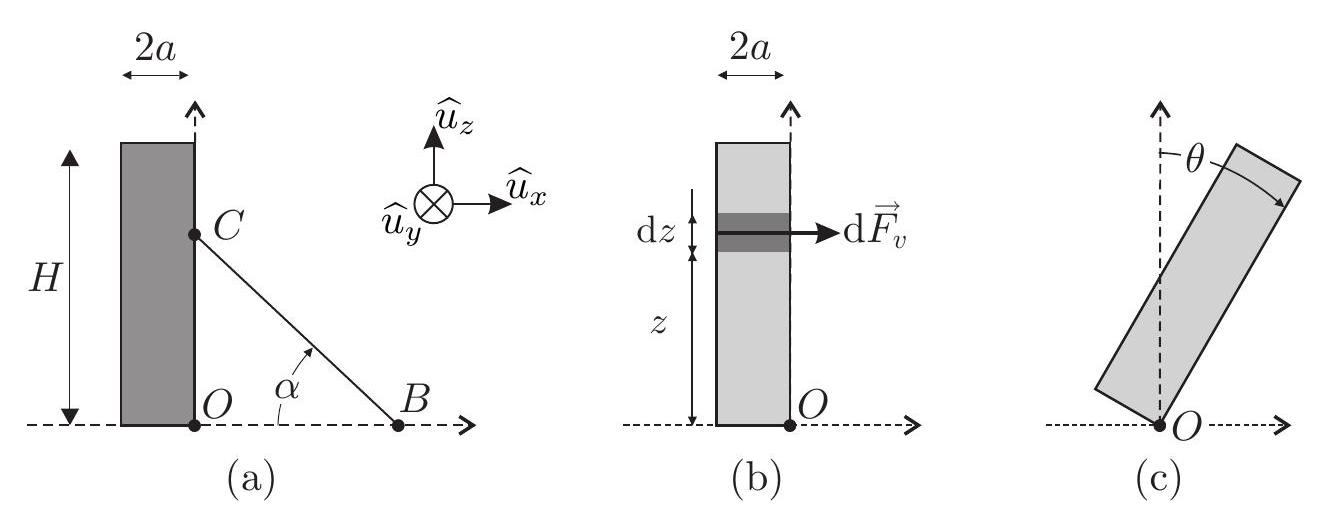 2a
H
C
α
O
B
û_z
û_x
û_y
(a)
2a
dz
dF⃗_v
z
O
(b)
θ
O
(c)